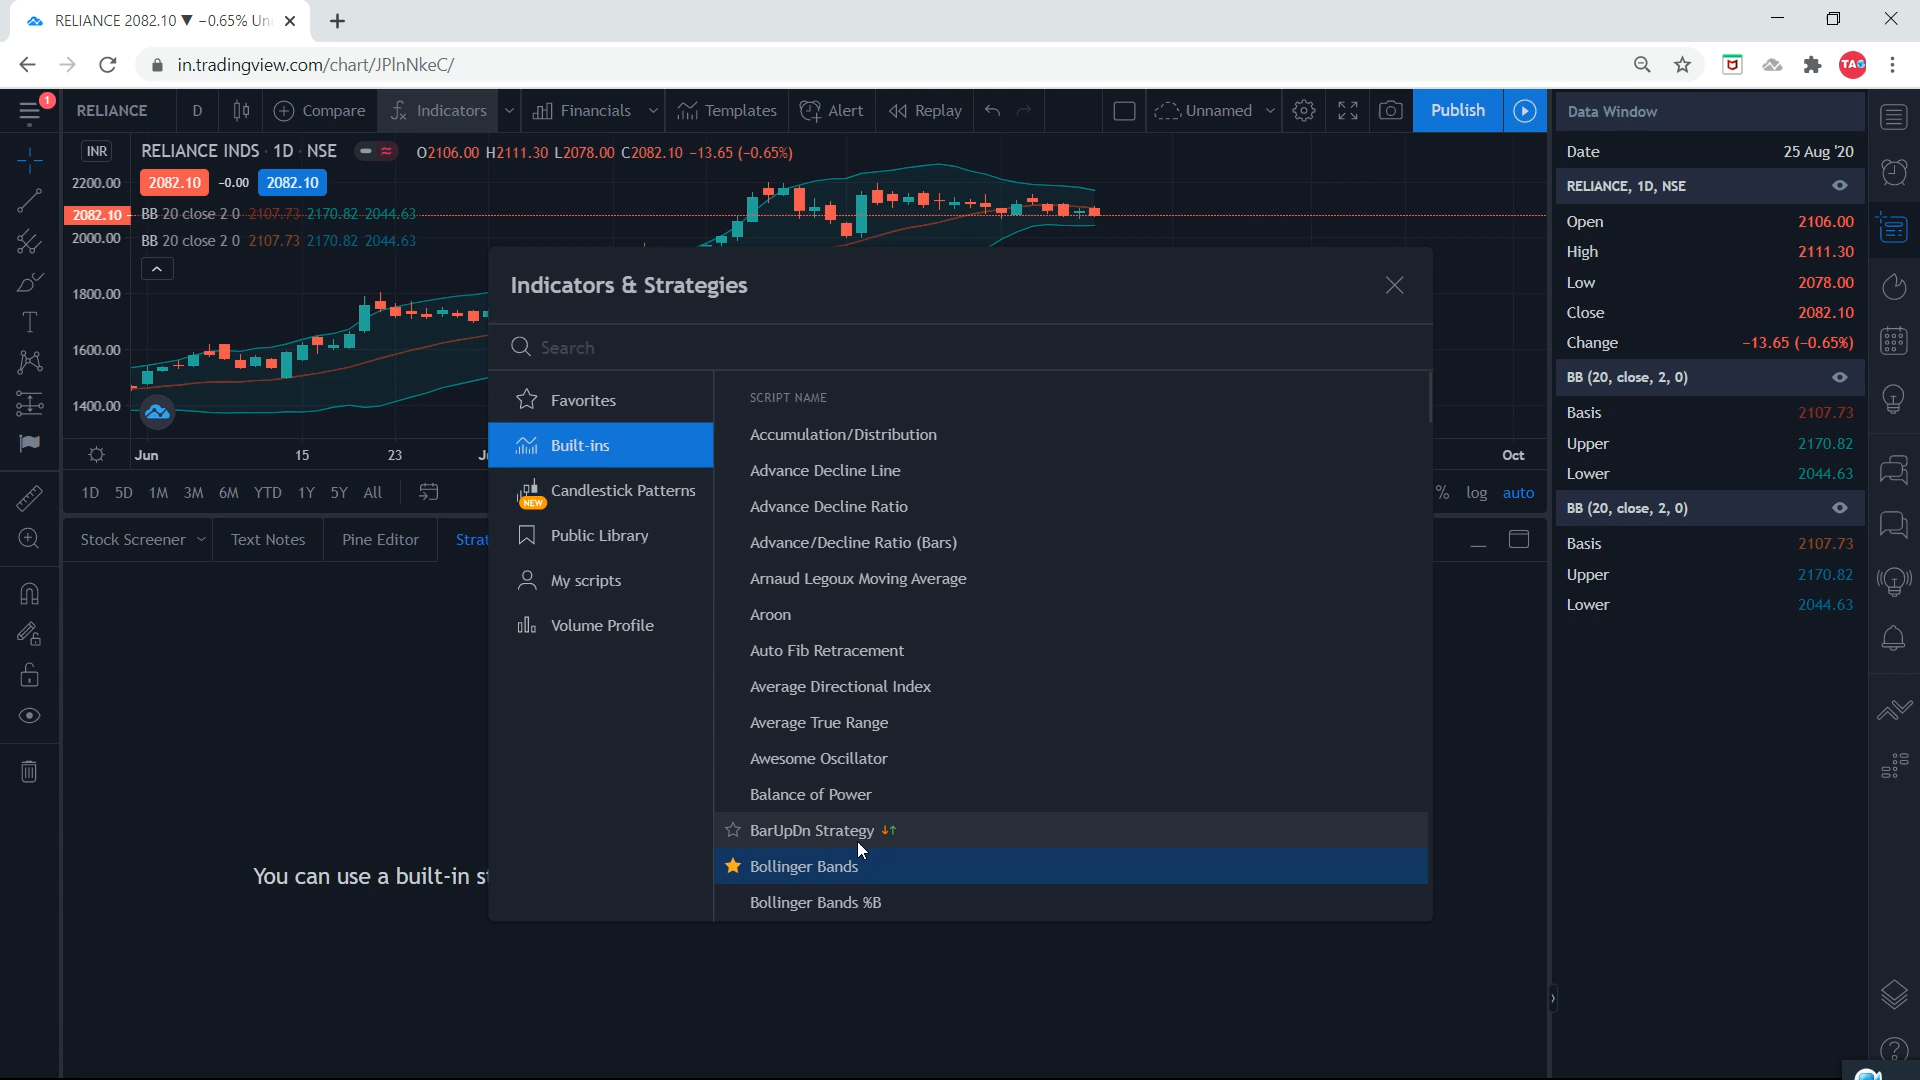 RELIANCE 2082.10 ▼ −0.65% Un
in.tradingview.com/chart/JPlnNkeC/
TAG
1
RELIANCE D Compare Indicators Financials Templates Alert Replay Unnamed Publish
INR RELIANCE INDS · 1D · NSE O2106.00 H2111.30 L2078.00 C2082.10 −13.65 (−0.65%)
2200.00 2082.10 -0.00 2082.10
2082.10 BB 20 close 2 0 2107.73 2170.82 2044.63
2000.00 BB 20 close 2 0 2107.73 2170.82 2044.63
1800.00
1600.00
1400.00
Jun 15 23 Oct
1D 5D 1M 3M 6M YTD 1Y 5Y All % log auto
Stock Screener Text Notes Pine Editor Strat
You can use a built-in
Indicators & Strategies
Search
Favorites
Built-ins
Candlestick Patterns
NEW
Public Library
My scripts
Volume Profile
SCRIPT NAME
Accumulation/Distribution
Advance Decline Line
Advance Decline Ratio
Advance/Decline Ratio (Bars)
Arnaud Legoux Moving Average
Aroon
Auto Fib Retracement
Average Directional Index
Average True Range
Awesome Oscillator
Balance of Power
BarUpDn Strategy
Bollinger Bands
Bollinger Bands %B
Data Window
Date 25 Aug '20
RELIANCE, 1D, NSE
Open 2106.00
High 2111.30
Low 2078.00
Close 2082.10
Change −13.65 (−0.65%)
BB (20, close, 2, 0)
Basis 2107.73
Upper 2170.82
Lower 2044.63
BB (20, close, 2, 0)
Basis 2107.73
Upper 2170.82
Lower 2044.63